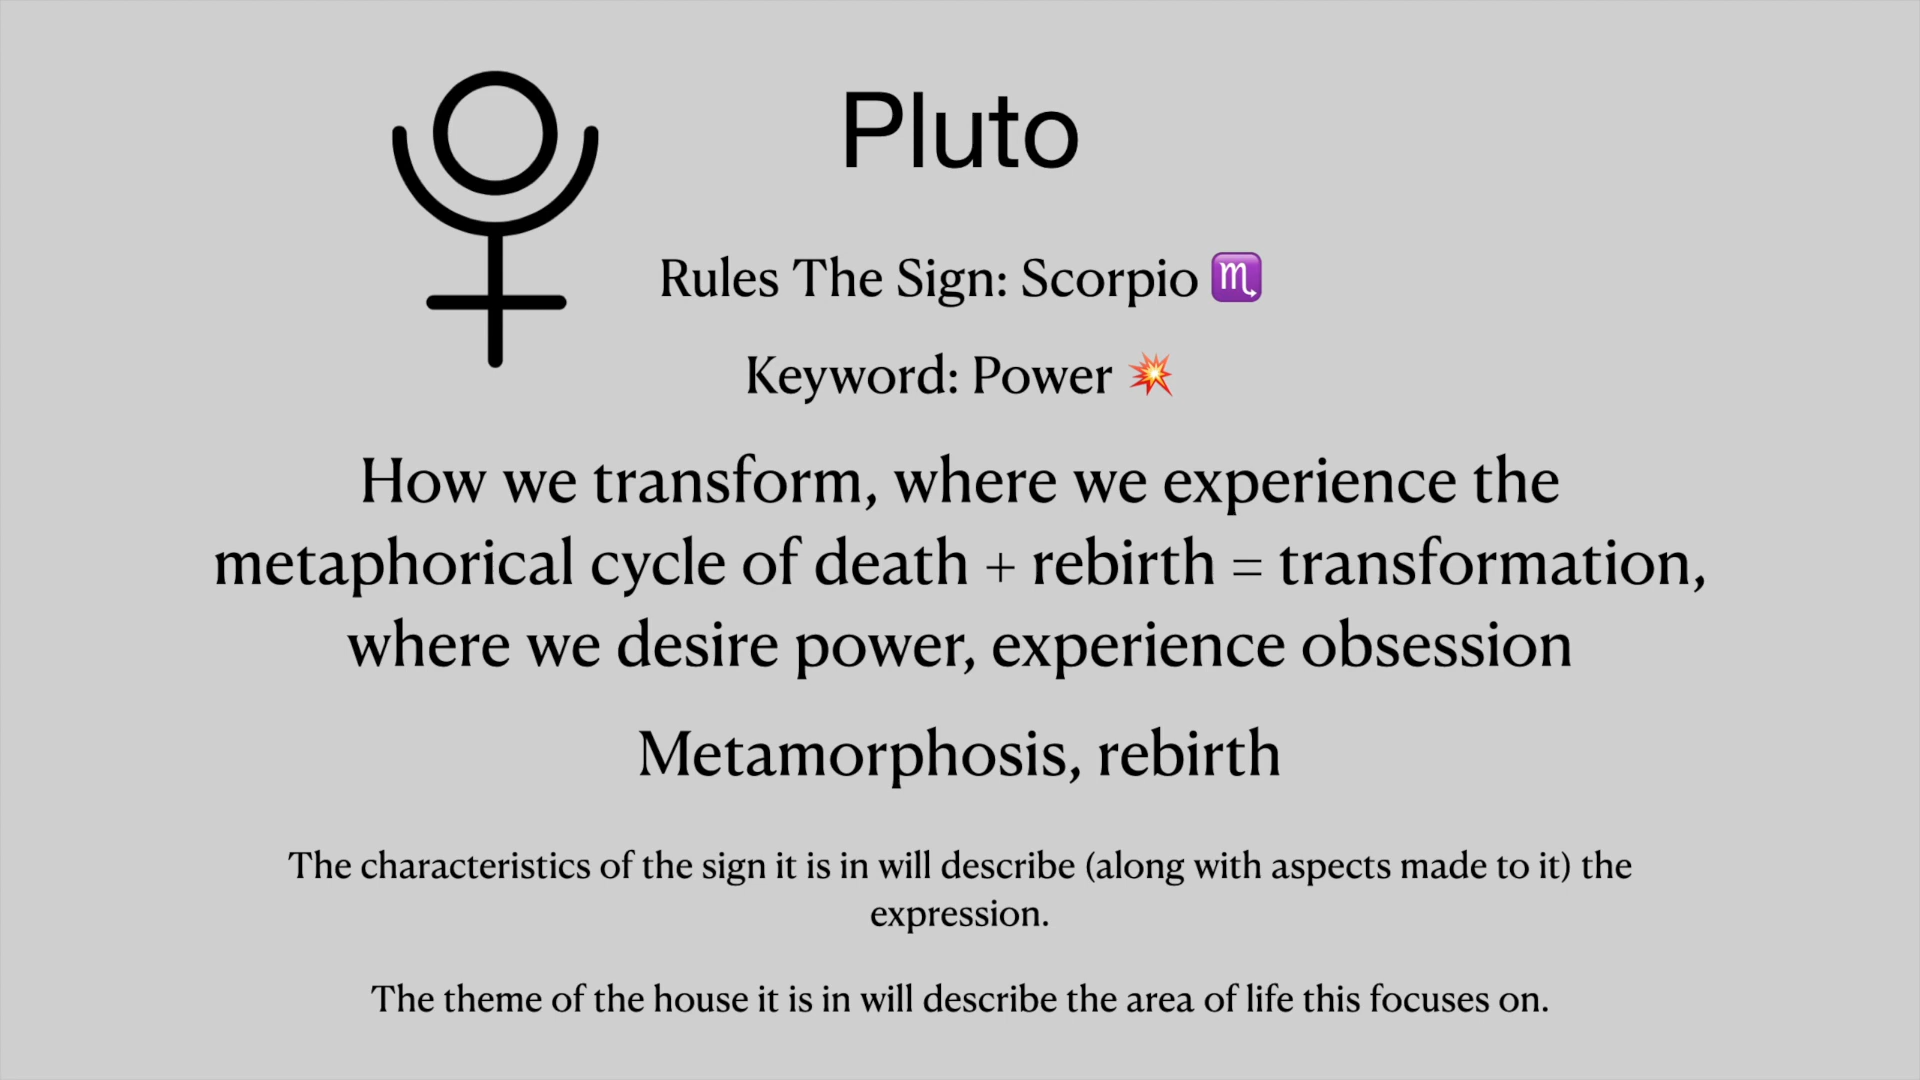 Pluto
Rules The Sign: Scorpio ♏
Keyword: Power 💥
How we transform, where we experience the
metaphorical cycle of death + rebirth = transformation,
where we desire power, experience obsession
Metamorphosis, rebirth
The characteristics of the sign it is in will describe (along with aspects made to it) the
expression.
The theme of the house it is in will describe the area of life this focuses on.